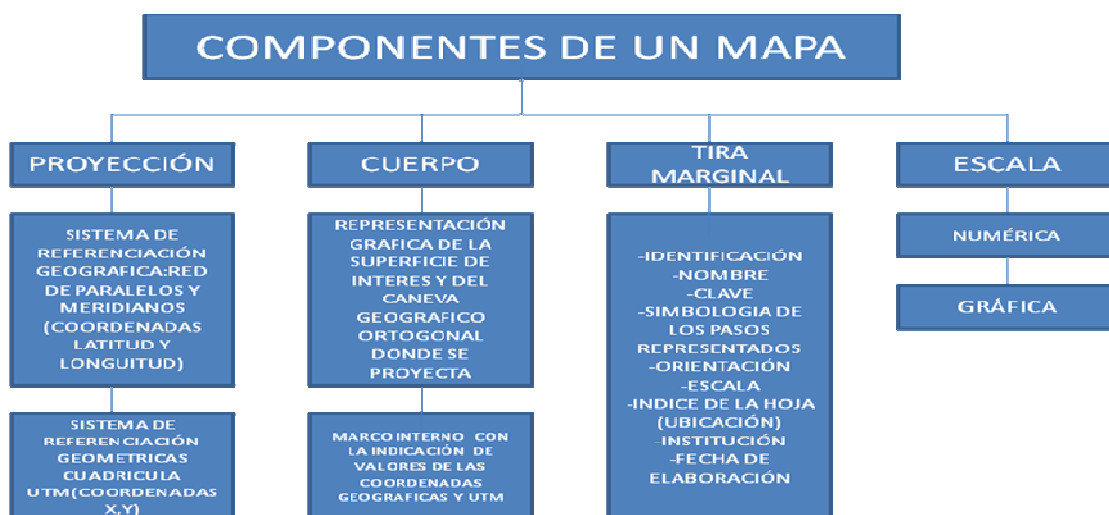 COMPONENTES DE UN MAPA
PROYECCIÓN
SISTEMA DE
REFERENCIACIÓN
GEOGRAFICA:RED
DE PARALELOS Y
MERIDIANOS
(COORDENADAS
LATITUD Y
LONGUITUD)
SISTEMA DE
REFERENCIACIÓN
GEOMETRICAS
CUADRICULA
UTM(COORDENADAS
X,Y)
CUERPO
REPRESENTACIÓN
GRAFICA DE LA
SUPERFICIE DE
INTERES Y DEL
CANEVA
GEOGRAFICO
ORTOGONAL
DONDE SE
PROYECTA
MARCO INTERNO CON
LA INDICACIÓN DE
VALORES DE LAS
COORDENADAS
GEOGRAFICAS Y UTM
TIRA
MARGINAL
-IDENTIFICACIÓN
-NOMBRE
-CLAVE
-SIMBOLOGIA DE
LOS PASOS
REPRESENTADOS
-ORIENTACIÓN
-ESCALA
-INDICE DE LA HOJA
(UBICACIÓN)
-INSTITUCIÓN
-FECHA DE
ELABORACIÓN
ESCALA
NUMÉRICA
GRÁFICA